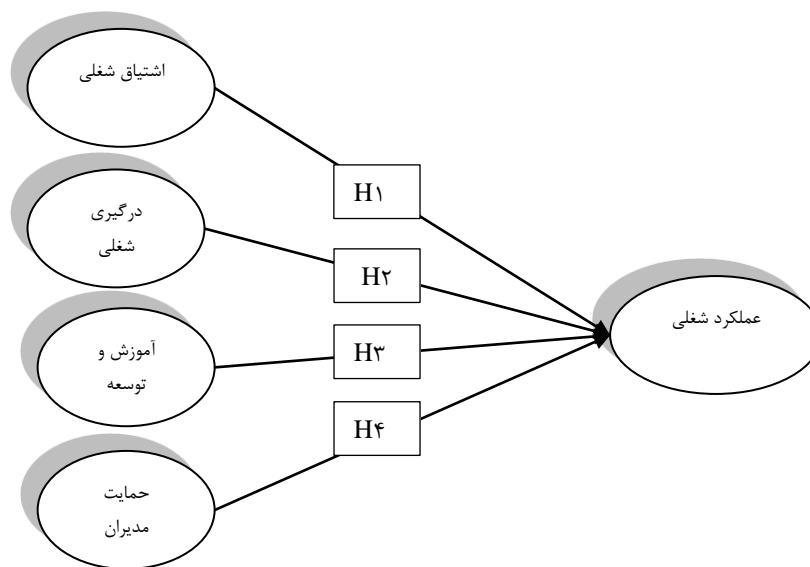 اشتیاق شغلی
H۱
درگیری
شغلی
H۲
عملکرد شغلی
آموزش و
توسعه
H۳
H۴
حمایت
مدیران